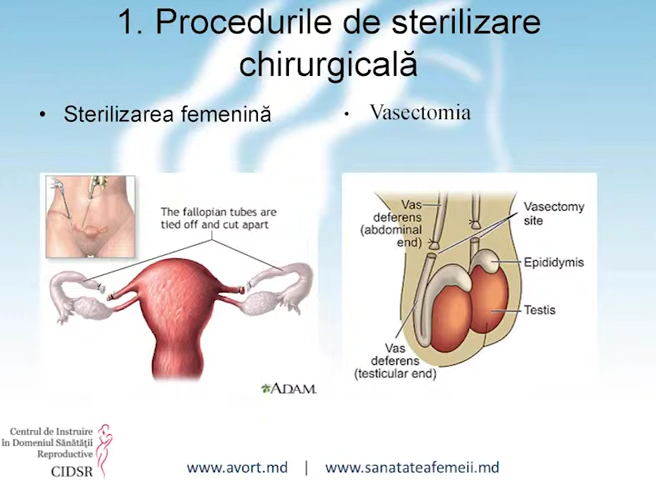 1. Procedurile de sterilizare
chirurgicală
• Sterilizarea femenină
• Vasectomia
The fallopian tubes are
tied off and cut apart
ADAM.
Vas
deferens
(abdominal
end)
Vasectomy
site
Epididymis
Testis
Vas
deferens
(testicular end)
Centrul de Instruire
în Domeniul Sănătății
Reproductive
CIDSR
www.avort.md | www.sanatateafemeii.md